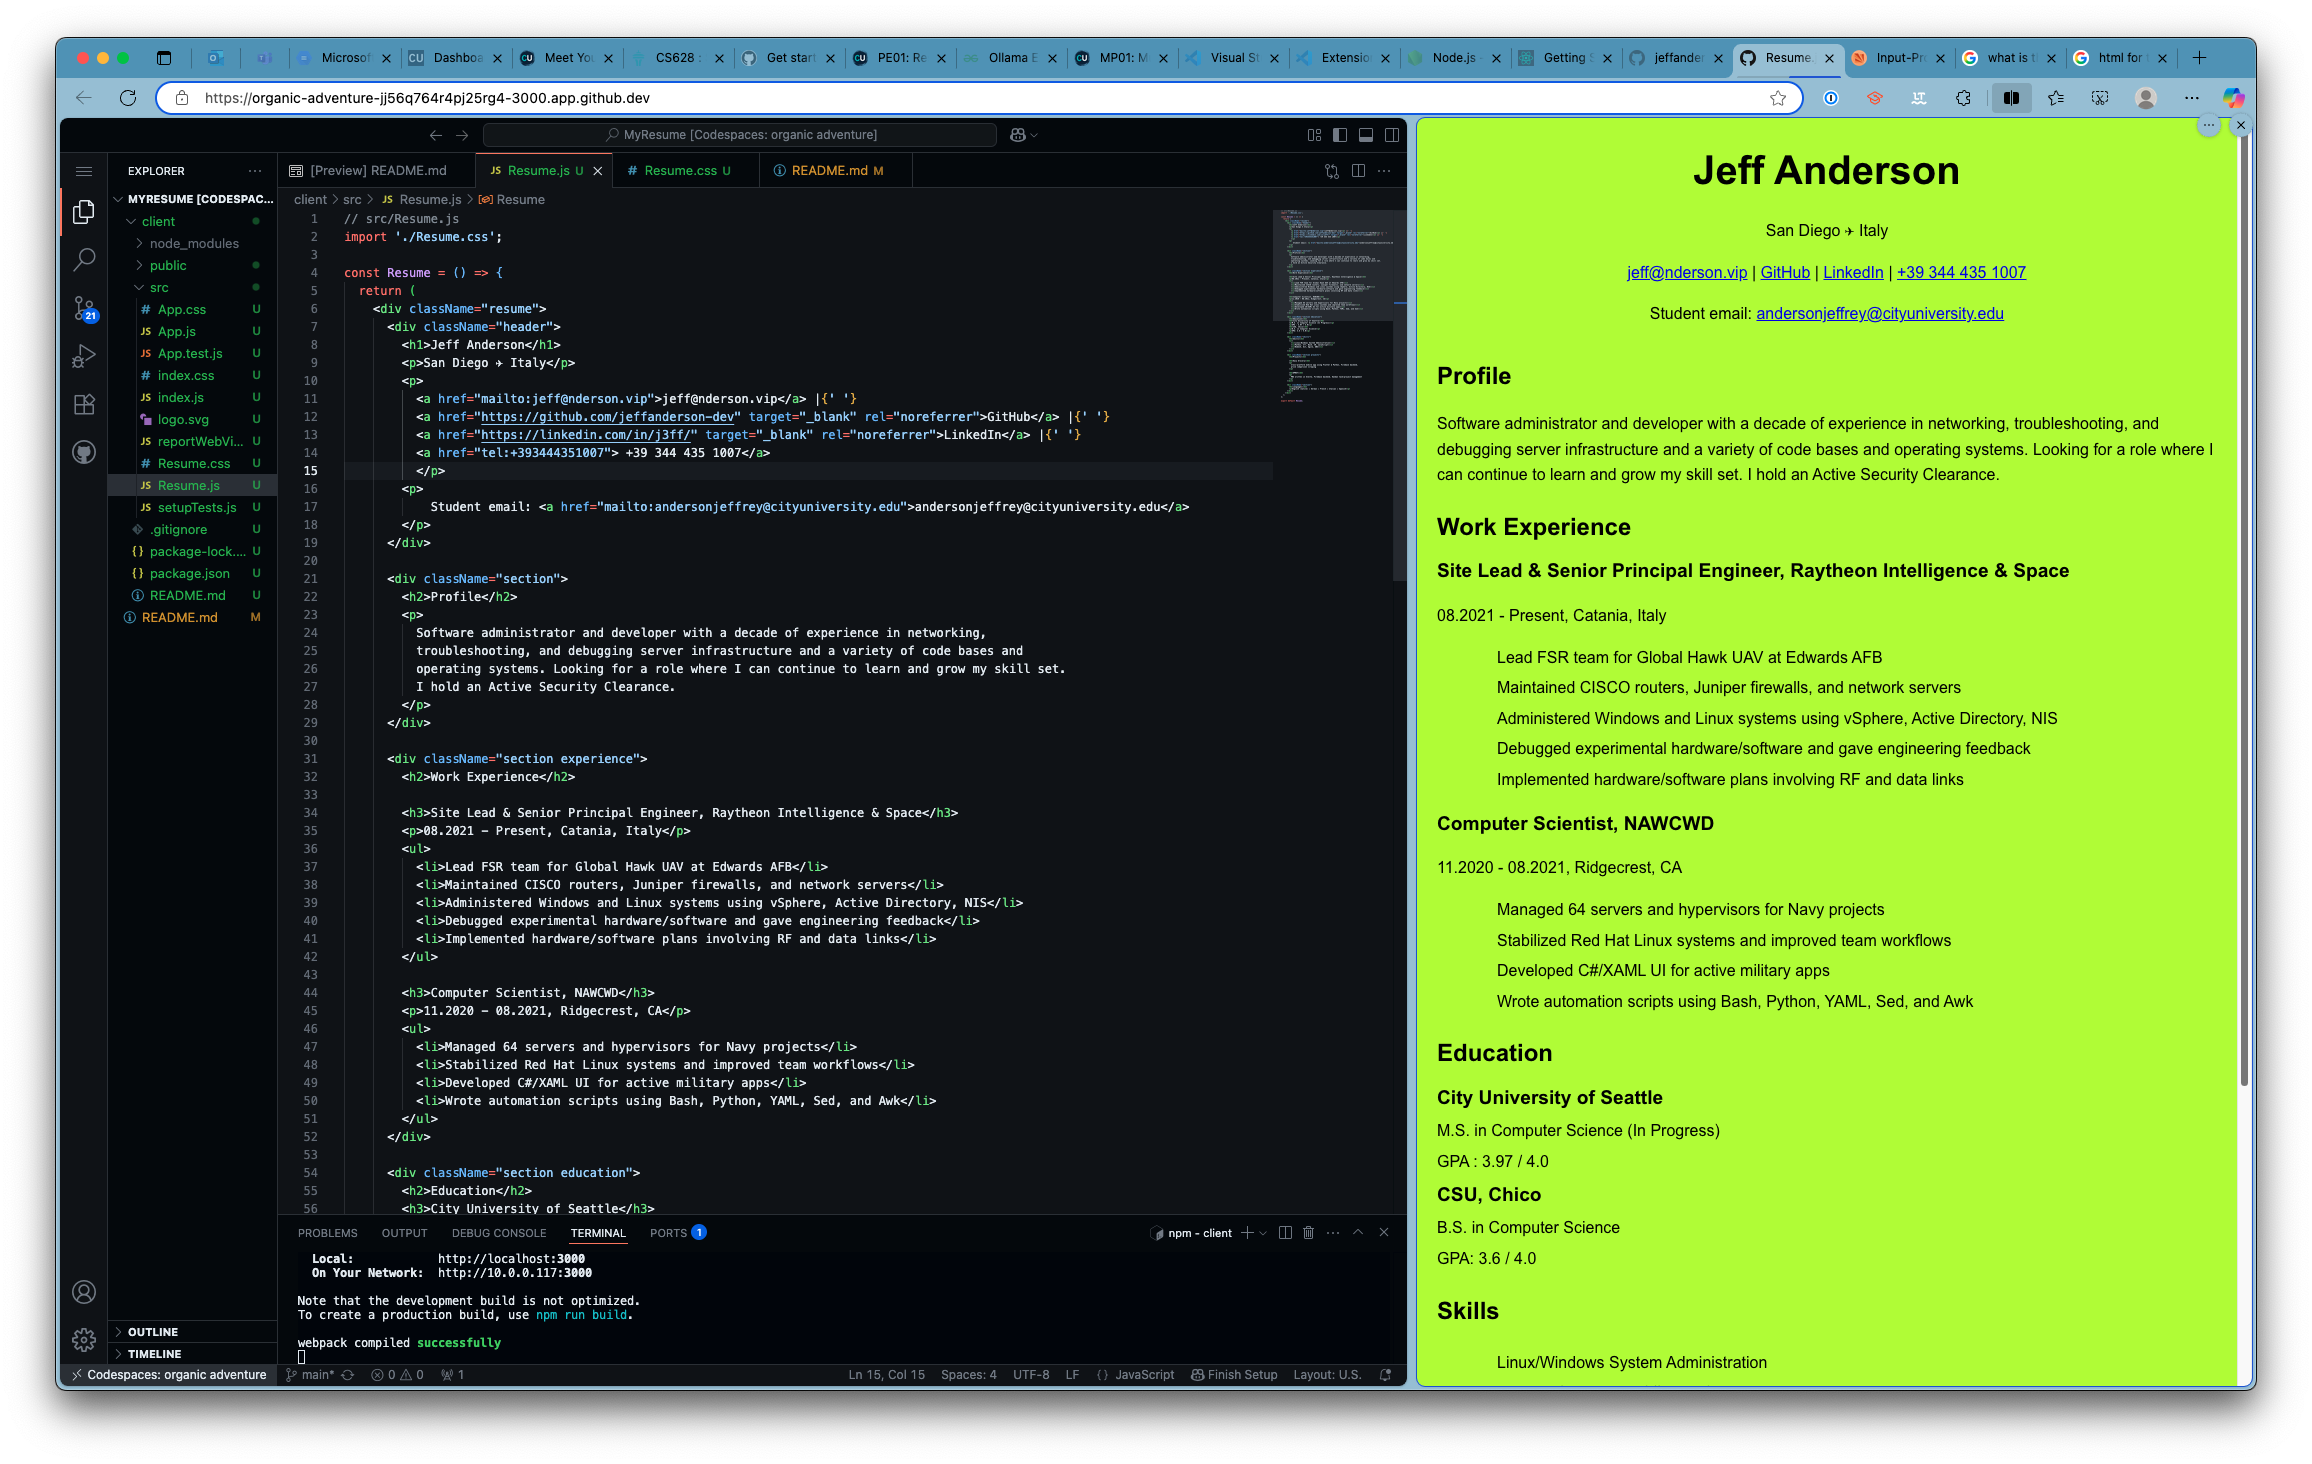 Microsof
Dashboa
Meet Yo
CS628 :
Get start
PE01: Re
Ollama E
MP01: M
Visual St
Extensio
Node.js
Getting S
jeffander
Resume.
Input-Pr
what is t
html for
https://organic-adventure-jj56q764r4pj25rg4-3000.app.github.dev
MyResume [Codespaces: organic adventure]
EXPLORER
MYRESUME [CODESPAC...
client
node_modules
public
src
# App.css U
JS App.js U
JS App.test.js U
# index.css U
JS index.js U
logo.svg U
JS reportWebVi... U
# Resume.css U
JS Resume.js U
JS setupTests.js U
.gitignore U
{} package-lock.... U
{} package.json U
README.md U
README.md M
21
OUTLINE
TIMELINE
[Preview] README.md
JS Resume.js U
# Resume.css U
README.md M
client > src > JS Resume.js > Resume
1 // src/Resume.js
2 import './Resume.css';
3
4 const Resume = () => {
5 return (
6 <div className="resume">
7 <div className="header">
8 <h1>Jeff Anderson</h1>
9 <p>San Diego ✈ Italy</p>
10 <p>
11 <a href="mailto:jeff@nderson.vip">jeff@nderson.vip</a> |{' '}
12 <a href="https://github.com/jeffanderson-dev" target="_blank" rel="noreferrer">GitHub</a> |{' '}
13 <a href="https://linkedin.com/in/j3ff/" target="_blank" rel="noreferrer">LinkedIn</a> |{' '}
14 <a href="tel:+393444351007"> +39 344 435 1007</a>
15 </p>
16 <p>
17 Student email: <a href="mailto:andersonjeffrey@cityuniversity.edu">andersonjeffrey@cityuniversity.edu</a>
18 </p>
19 </div>
20
21 <div className="section">
22 <h2>Profile</h2>
23 <p>
24 Software administrator and developer with a decade of experience in networking,
25 troubleshooting, and debugging server infrastructure and a variety of code bases and
26 operating systems. Looking for a role where I can continue to learn and grow my skill set.
27 I hold an Active Security Clearance.
28 </p>
29 </div>
30
31 <div className="section experience">
32 <h2>Work Experience</h2>
33
34 <h3>Site Lead & Senior Principal Engineer, Raytheon Intelligence & Space</h3>
35 <p>08.2021 - Present, Catania, Italy</p>
36 <ul>
37 <li>Lead FSR team for Global Hawk UAV at Edwards AFB</li>
38 <li>Maintained CISCO routers, Juniper firewalls, and network servers</li>
39 <li>Administered Windows and Linux systems using vSphere, Active Directory, NIS</li>
40 <li>Debugged experimental hardware/software and gave engineering feedback</li>
41 <li>Implemented hardware/software plans involving RF and data links</li>
42 </ul>
43
44 <h3>Computer Scientist, NAWCWD</h3>
45 <p>11.2020 - 08.2021, Ridgecrest, CA</p>
46 <ul>
47 <li>Managed 64 servers and hypervisors for Navy projects</li>
48 <li>Stabilized Red Hat Linux systems and improved team workflows</li>
49 <li>Developed C#/XAML UI for active military apps</li>
50 <li>Wrote automation scripts using Bash, Python, YAML, Sed, and Awk</li>
51 </ul>
52 </div>
53
54 <div className="section education">
55 <h2>Education</h2>
56 <h3>City University of Seattle</h3>
PROBLEMS OUTPUT DEBUG CONSOLE TERMINAL PORTS 1
npm - client
Local: http://localhost:3000
On Your Network: http://10.0.0.117:3000
Note that the development build is not optimized.
To create a production build, use npm run build.
webpack compiled successfully
Codespaces: organic adventure main* 0 0 1
Ln 15, Col 15 Spaces: 4 UTF-8 LF {} JavaScript Finish Setup Layout: U.S.
Jeff Anderson
San Diego ✈ Italy
jeff@nderson.vip | GitHub | LinkedIn | +39 344 435 1007
Student email: andersonjeffrey@cityuniversity.edu
Profile
Software administrator and developer with a decade of experience in networking, troubleshooting, and
debugging server infrastructure and a variety of code bases and operating systems. Looking for a role where I
can continue to learn and grow my skill set. I hold an Active Security Clearance.
Work Experience
Site Lead & Senior Principal Engineer, Raytheon Intelligence & Space
08.2021 - Present, Catania, Italy
Lead FSR team for Global Hawk UAV at Edwards AFB
Maintained CISCO routers, Juniper firewalls, and network servers
Administered Windows and Linux systems using vSphere, Active Directory, NIS
Debugged experimental hardware/software and gave engineering feedback
Implemented hardware/software plans involving RF and data links
Computer Scientist, NAWCWD
11.2020 - 08.2021, Ridgecrest, CA
Managed 64 servers and hypervisors for Navy projects
Stabilized Red Hat Linux systems and improved team workflows
Developed C#/XAML UI for active military apps
Wrote automation scripts using Bash, Python, YAML, Sed, and Awk
Education
City University of Seattle
M.S. in Computer Science (In Progress)
GPA : 3.97 / 4.0
CSU, Chico
B.S. in Computer Science
GPA: 3.6 / 4.0
Skills
Linux/Windows System Administration